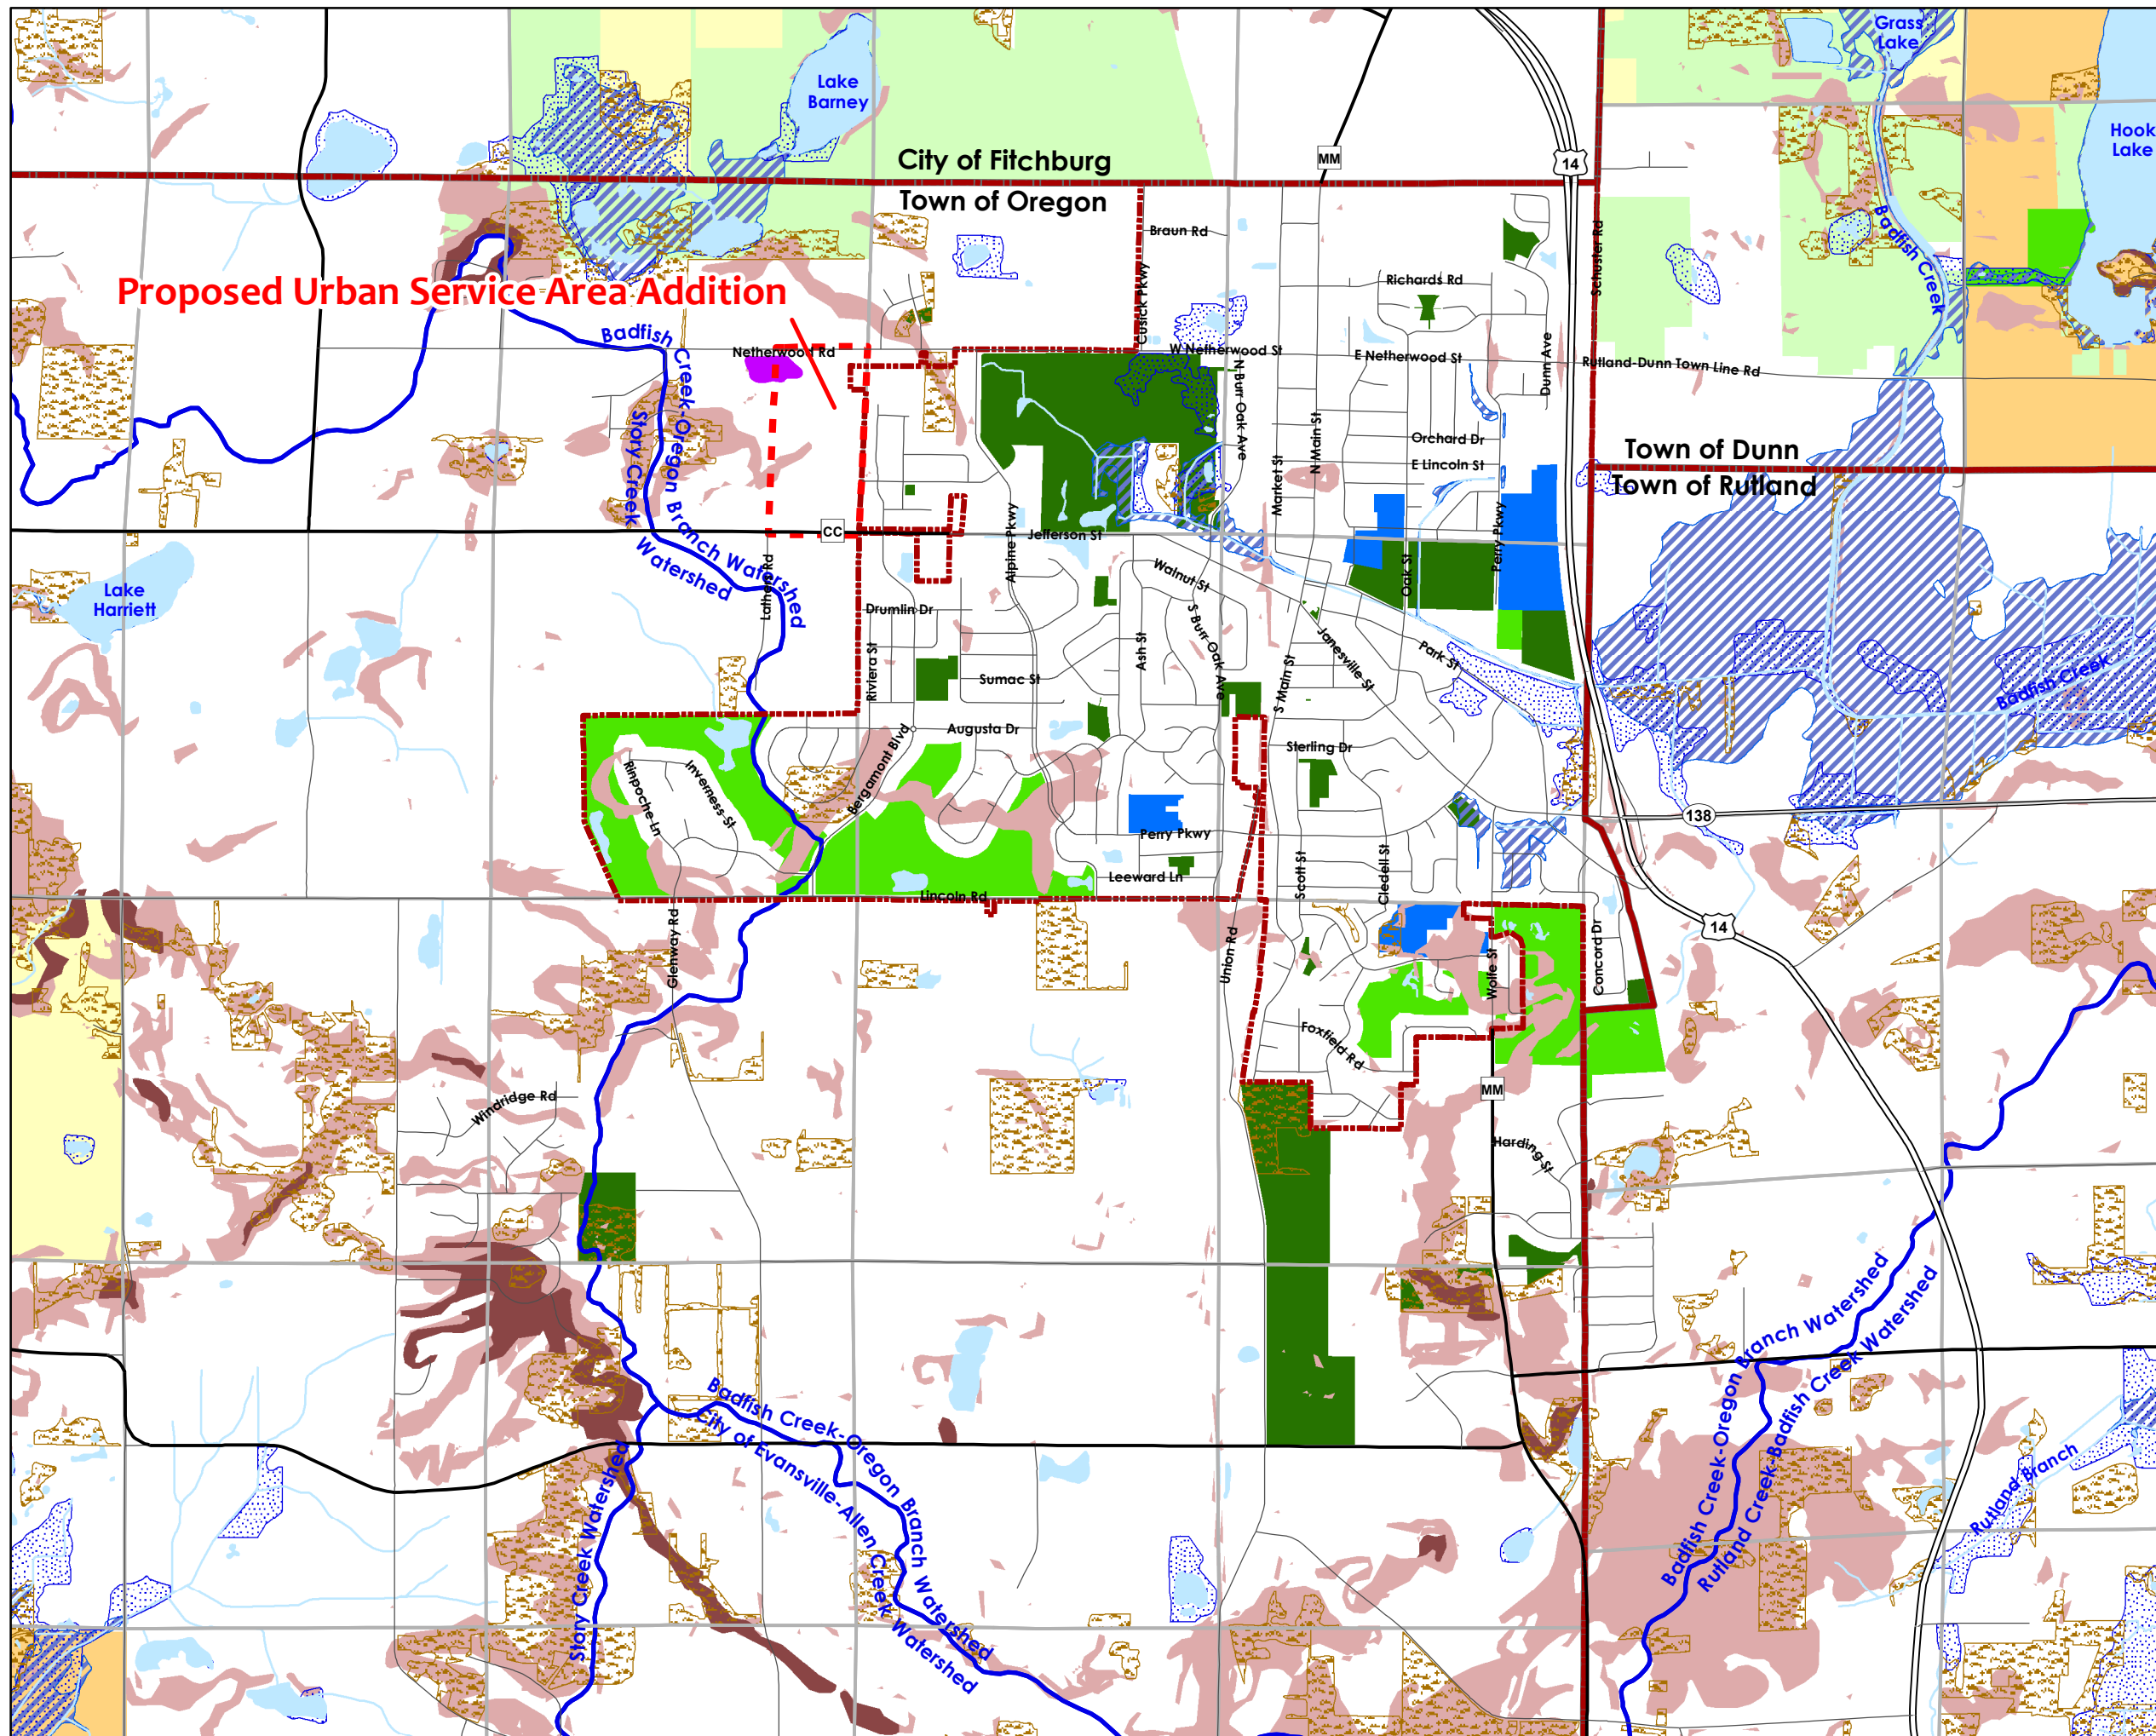 Grass
Lake
Lake
Barney
Hook
Lake
City of Fitchburg
MM
14
Town of Oregon
Braun Rd
Schuster Rd
Badfish Creek
Cusick Pkwy
Richards Rd
Proposed Urban Service Area Addition
Badfish Creek-Oregon Branch Watershed
Story Creek Watershed
Netherwood Rd
W Netherwood St
E Netherwood St
Dunn Ave
Rutland-Dunn Town Line Rd
N Burr Oak Ave
Market St
N Main St
Orchard Dr
E Lincoln St
Town of Dunn
Town of Rutland
CC
Alpine Pkwy
Jefferson St
Perry Pkwy
Oak St
Walnut St
Lake
Harriett
Lathers Rd
Drumlin Dr
S Burr Oak Ave
Ash St
Janesville St
Park St
Riviera St
Sumac St
S Main St
Badfish Creek
Augusta Dr
Bergamont Blvd
Sterling Dr
Rinpoche Ln
Inverness St
Perry Pkwy
138
Leeward Ln
Scott St
Cledell St
Lincoln Rd
Glenway Rd
Union Rd
Wolfe St
Concord Dr
14
Foxfield Rd
Windridge Rd
MM
Harding St
Badfish Creek-Oregon Branch Watershed
Rutland Creek-Badfish Creek Watershed
Badfish Creek-Oregon Branch Watershed
City of Evansville-Allen Creek Watershed
Story Creek Watershed
Rutland Branch